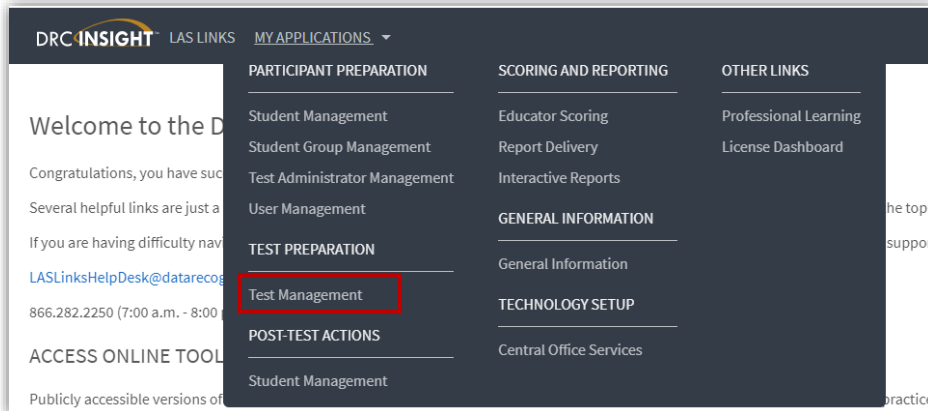 DRC INSIGHT LAS LINKS MY APPLICATIONS
PARTICIPANT PREPARATION
Student Management
Student Group Management
Test Administrator Management
User Management
TEST PREPARATION
Test Management
POST-TEST ACTIONS
Student Management
SCORING AND REPORTING
Educator Scoring
Report Delivery
Interactive Reports
GENERAL INFORMATION
General Information
TECHNOLOGY SETUP
Central Office Services
OTHER LINKS
Professional Learning
License Dashboard
Welcome to the D
Congratulations, you have suc
Several helpful links are just a
he top
If you are having difficulty navi
suppor
LASLinksHelpDesk@datarecog
866.282.2250 (7:00 a.m. - 8:00
ACCESS ONLINE TOOL
Publicly accessible versions of
practice